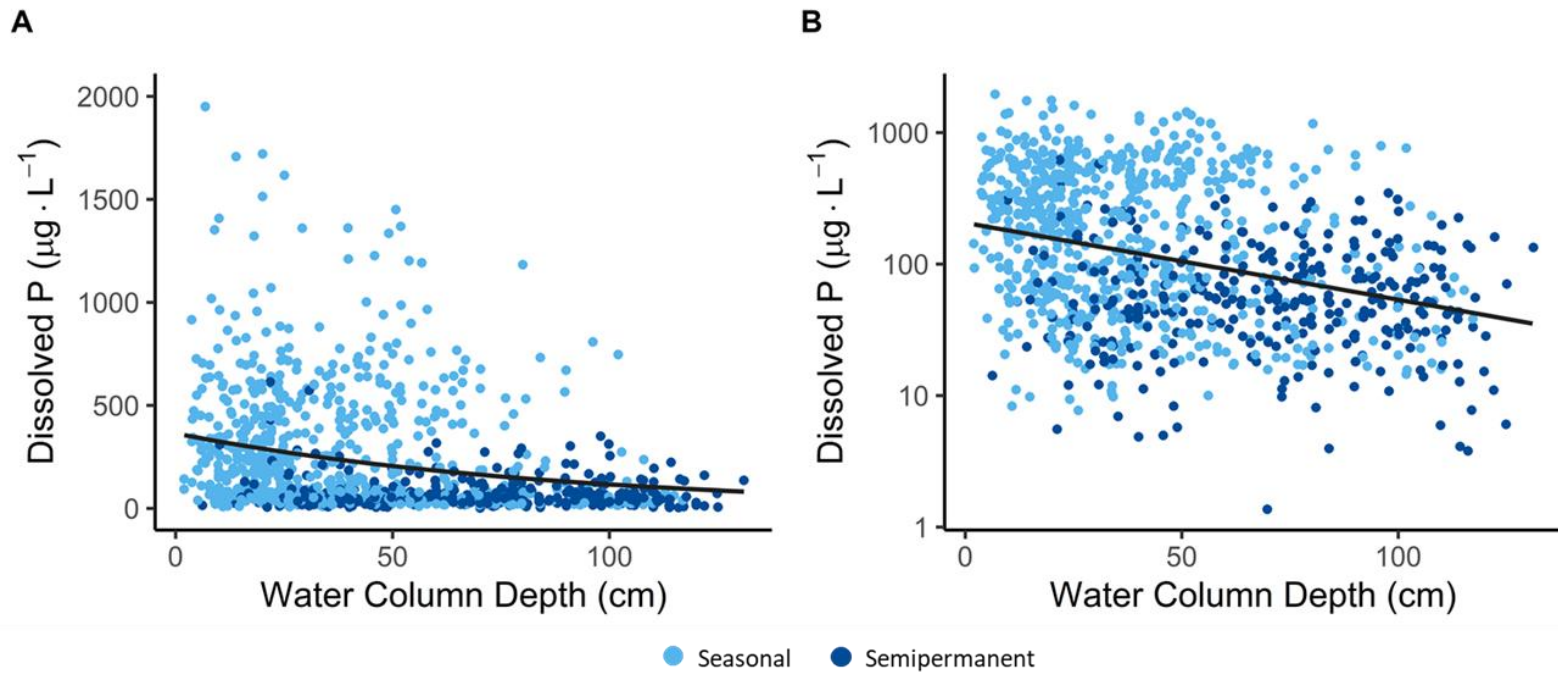 A
Dissolved P (μg · L⁻¹)
2000
1500
1000
500
0
0 50 100
Water Column Depth (cm)
B
Dissolved P (μg · L⁻¹)
1000
100
10
1
0 50 100
Water Column Depth (cm)
Seasonal Semipermanent